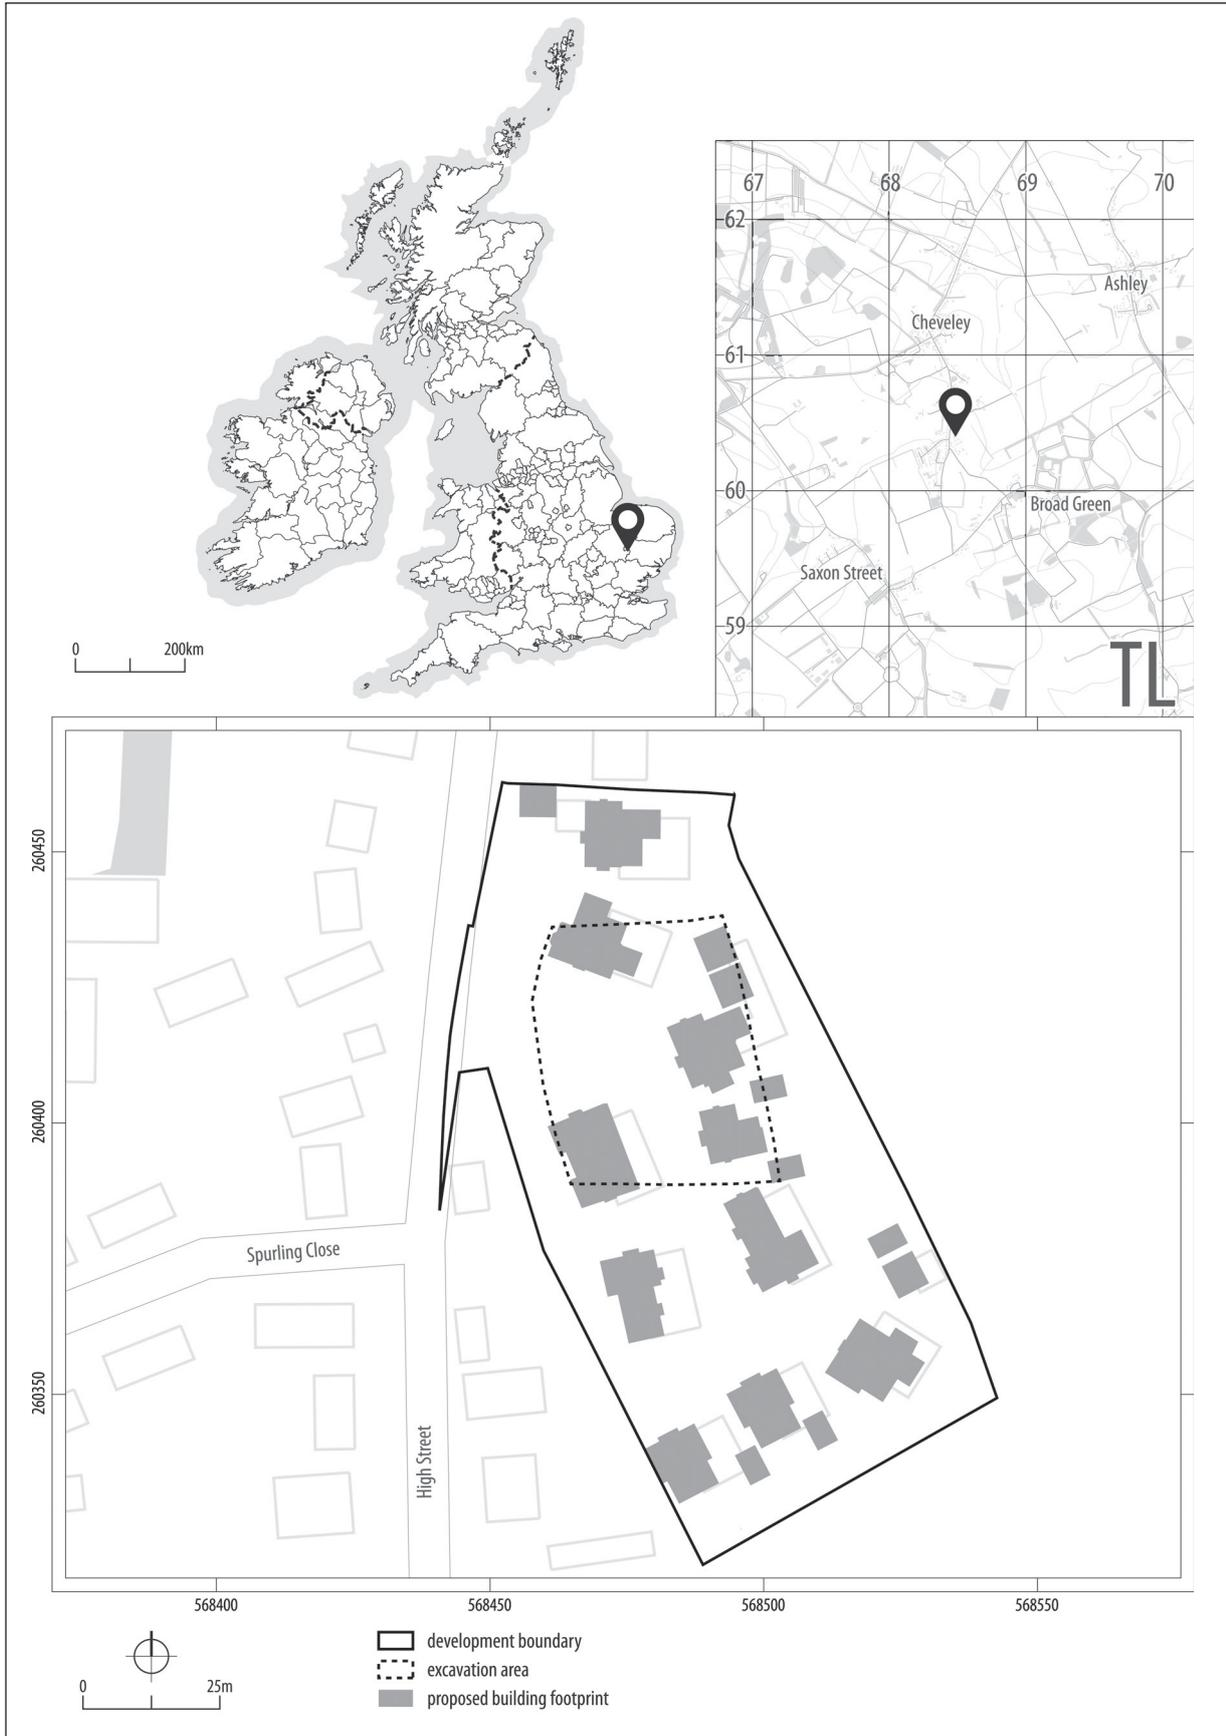 0
200km
67
68
69
70
62
Ashley
Cheveley
61
60
Broad Green
Saxon Street
59
TL
260450
260400
Spurling Close
260350
High Street
568400
568450
568500
568550
development boundary
excavation area
0
25m
proposed building footprint